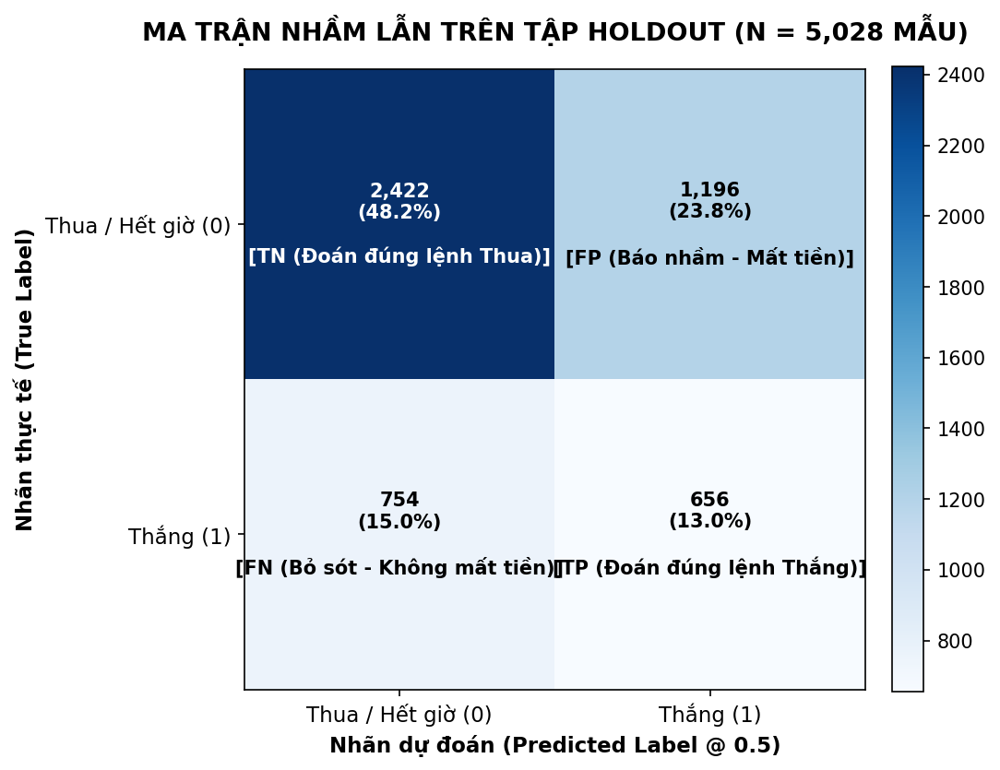 MA TRẬN NHẦM LẪN TRÊN TẬP HOLDOUT (N = 5,028 MẪU)
Nhãn thực tế (True Label)
Thua / Hết giờ (0)
Thắng (1)
2,422
(48.2%)
[TN (Đoán đúng lệnh Thua)]
1,196
(23.8%)
[FP (Báo nhầm - Mất tiền)]
754
(15.0%)
[FN (Bỏ sót - Không mất tiền)]
656
(13.0%)
[TP (Đoán đúng lệnh Thắng)]
Thua / Hết giờ (0)
Thắng (1)
Nhãn dự đoán (Predicted Label @ 0.5)
2400
2200
2000
1800
1600
1400
1200
1000
800